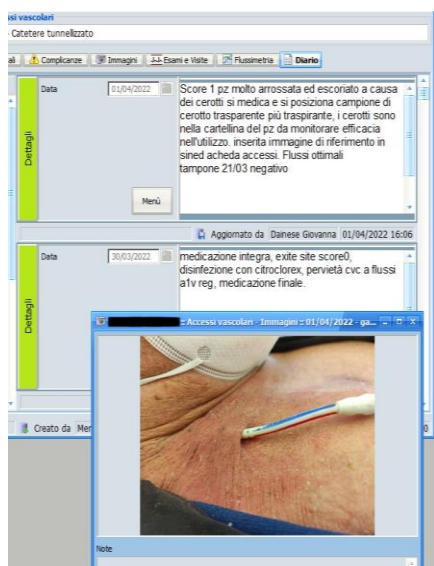 ssi vascolari
Catetere tunnellizzato
ali Complicanze Immagini Esami e Visite Flussimetria Diario
Dettagli
Data 01/04/2022
Score 1 pz molto arrossata ed escoriato a causa
dei cerotti si medica e si posiziona campione di
cerotto trasparente più traspirante, i cerotti sono
nella cartellina del pz da monitorare efficacia
nell'utilizzo. inserita immagine di riferimento in
sined acheda accessi. Flussi ottimali
tampone 21/03 negativo
Menù
Aggiornato da Dainese Giovanna 01/04/2022 16:06
Dettagli
Data 30/03/2022
medicazione integra, exite site score0,
disinfezione con citroclorex, pervietà cvc a flussi
a1v reg, medicazione finale.
:: Accessi vascolari - Immagini :: 01/04/2022 - ga...
Creato da Mer
0
Note